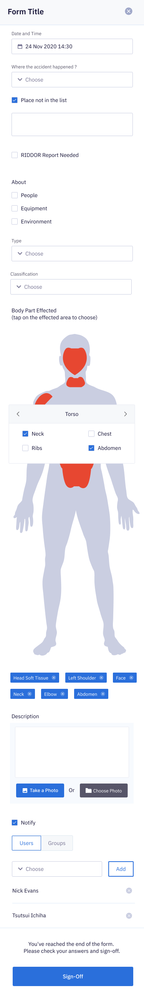 Form Title
Date and Time
24 Nov 2020 14:30
Where the accident happened ?
Choose
Place not in the list
RIDDOR Report Needed
About
People
Equipment
Environment
Type
Choose
Classification
Choose
Body Part Effected
(tap on the effected area to choose)
Torso
Neck Chest
Ribs Abdomen
Head Soft Tissue Left Shoulder Face
Neck Elbow Abdomen
Description
Take a Photo Or Choose Photo
Notify
Users Groups
Choose Add
Nick Evans
Tsutsui Ichiha
You've reached the end of the form.
Please check your answers and sign-off.
Sign-Off